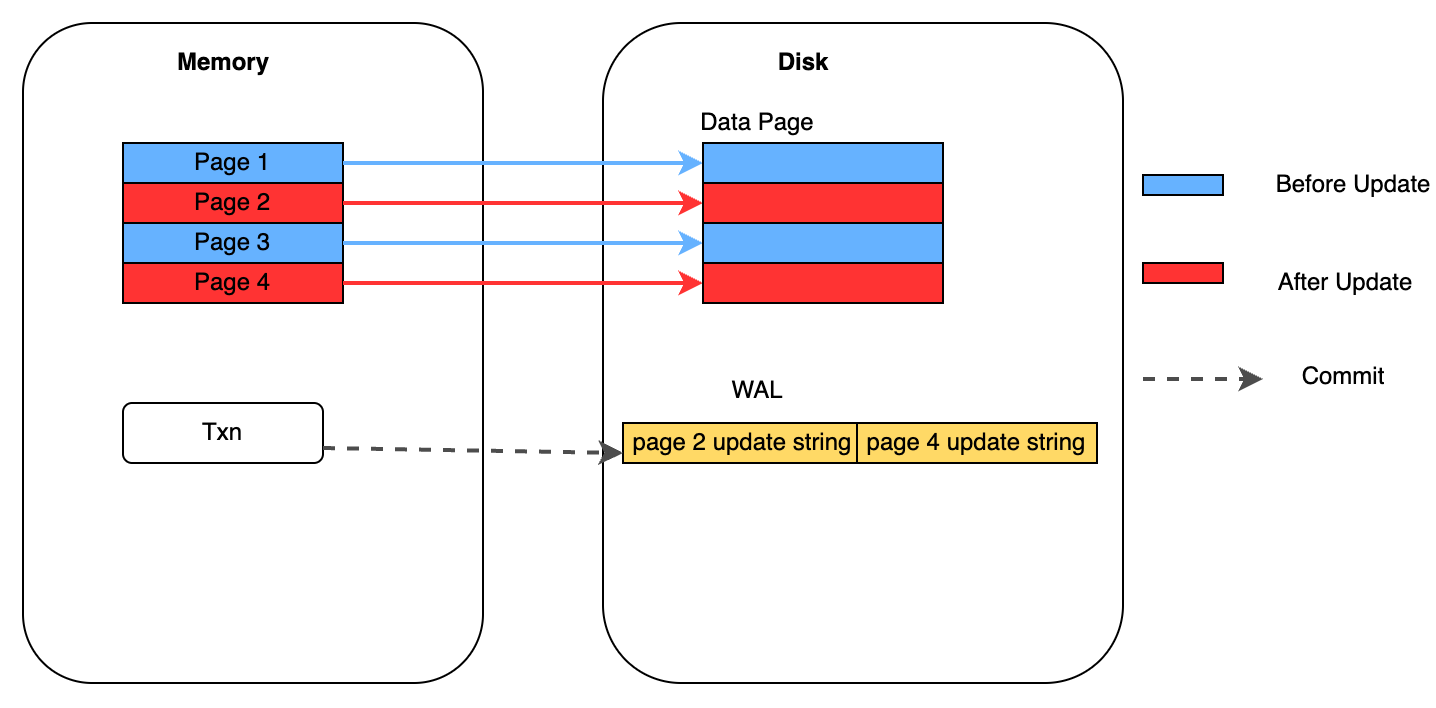 Memory
Disk
Data Page
Page 1
Page 2
Page 3
Page 4
Before Update
After Update
Commit
WAL
Txn
page 2 update string
page 4 update string